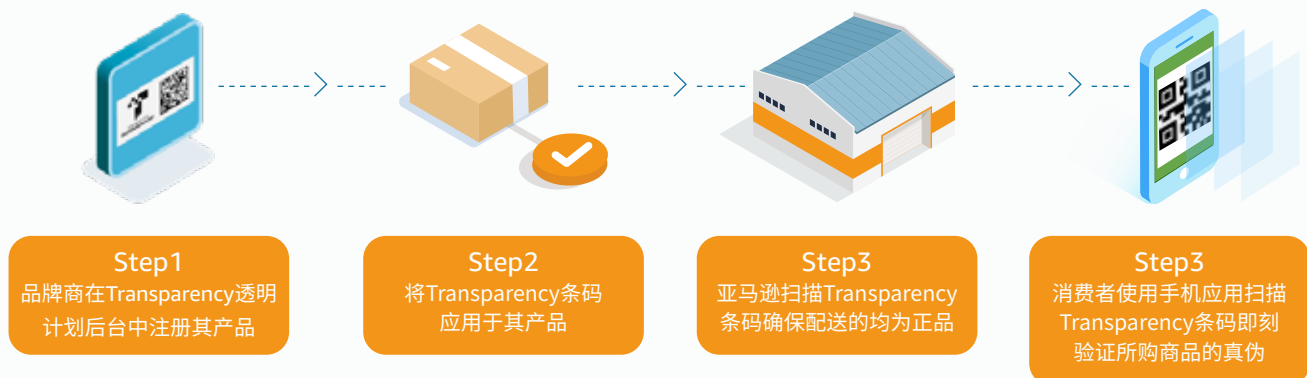 Step1
品牌商在Transparency透明
计划后台中注册其产品
Step2
将Transparency条码
应用于其产品
Step3
亚马逊扫描Transparency
条码确保配送的均为正品
Step3
消费者使用手机应用扫描
Transparency条码即刻
验证所购商品的真伪